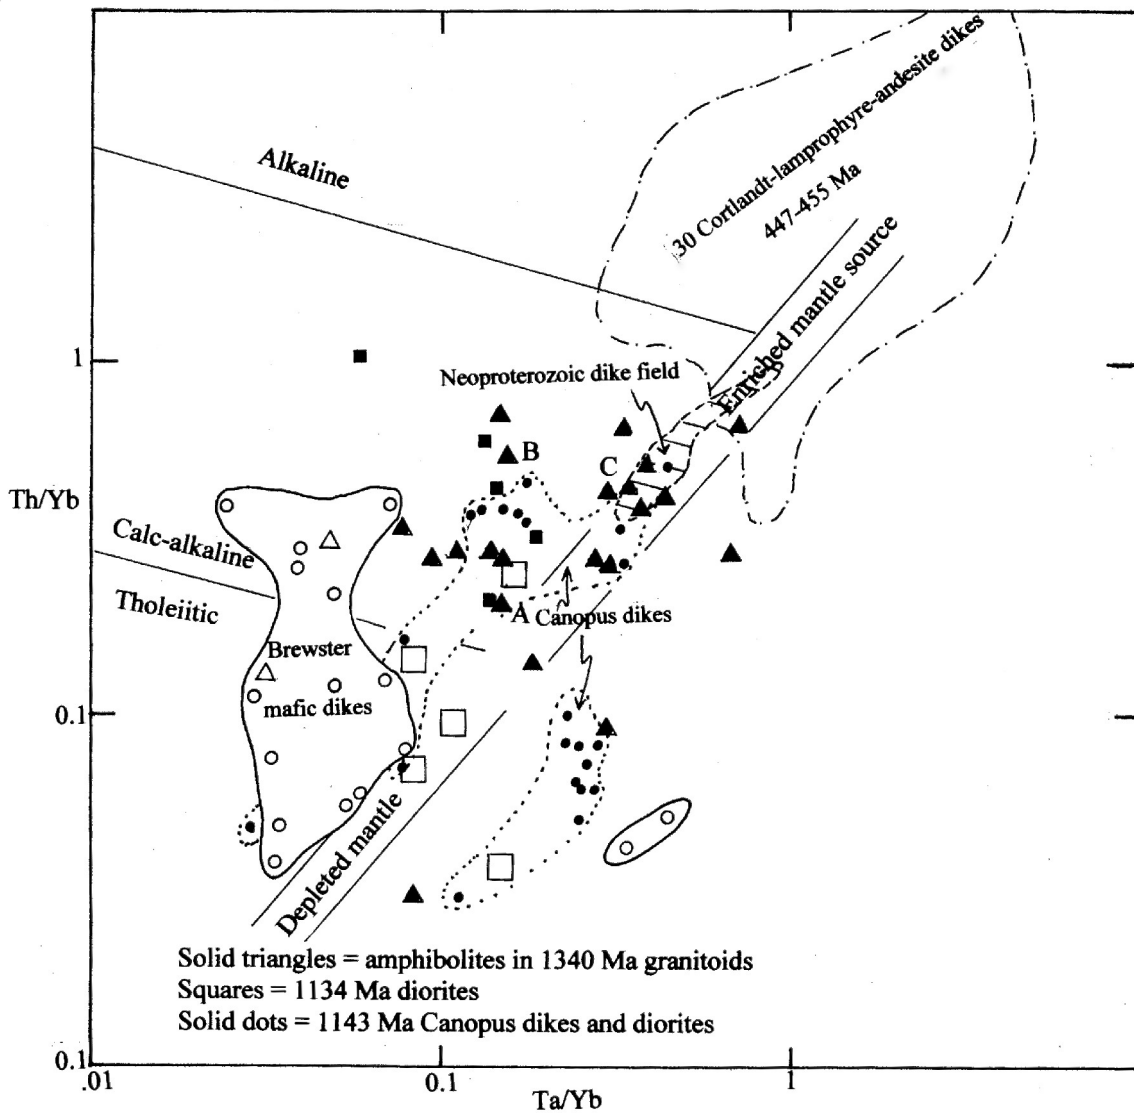 30 Cortlandt-lamprophyre-andesite dikes
447-455 Ma
Alkaline
Enriched mantle source
1
Neoproterozoic dike field
B
C
Th/Yb
Calc-alkaline
Tholeiitic
A Canopus dikes
Brewster
mafic dikes
0.1
Depleted mantle
Solid triangles = amphibolites in 1340 Ma granitoids
Squares = 1134 Ma diorites
Solid dots = 1143 Ma Canopus dikes and diorites
0.1
.01
0.1
1
Ta/Yb